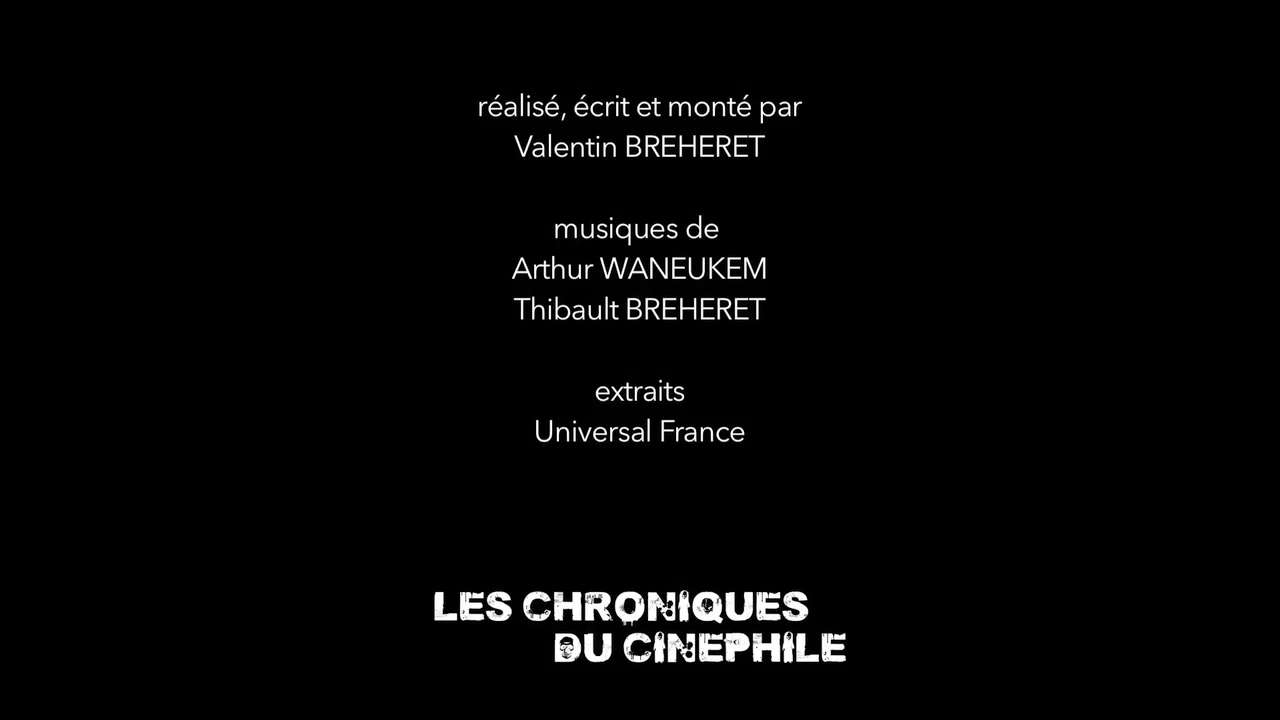 réalisé, écrit et monté par
Valentin BREHERET
musiques de
Arthur WANEUKEM
Thibault BREHERET
extraits
Universal France
LES CHRONIQUES
DU CINEPHILE